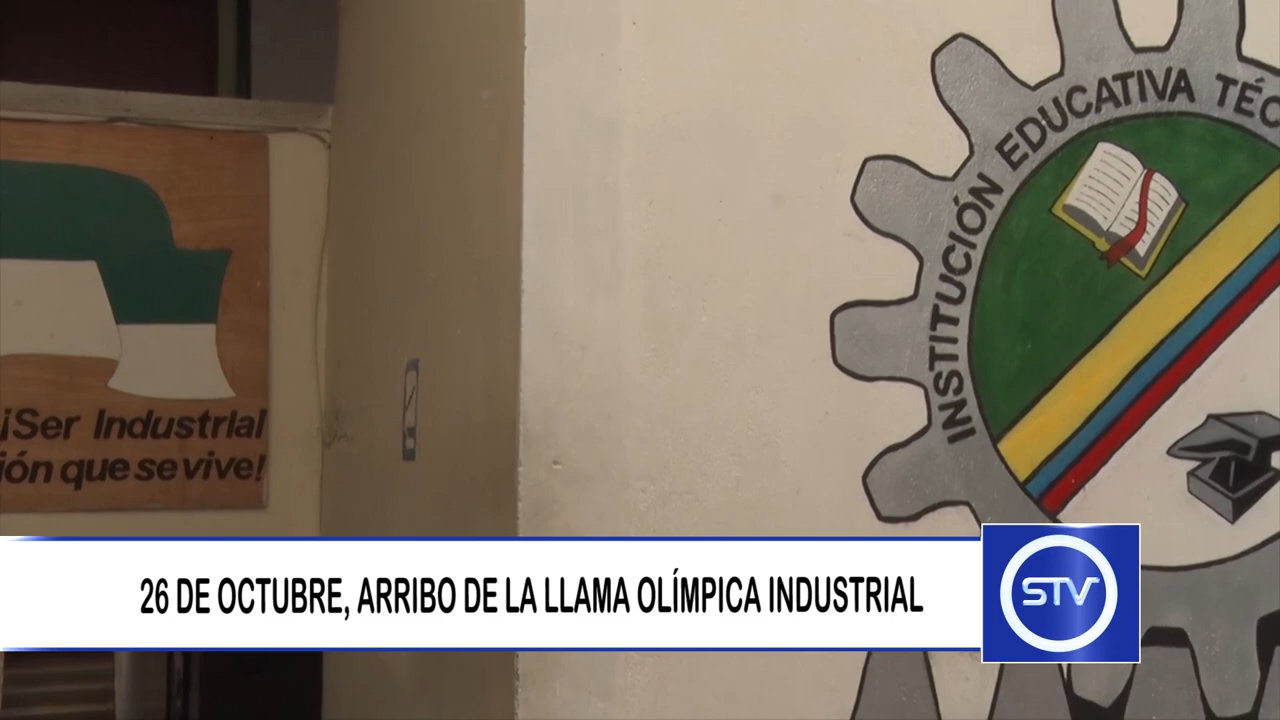 INSTITUCIÓN EDUCATIVA TÉC
¡Ser Industrial
ión que se vive!
26 DE OCTUBRE, ARRIBO DE LA LLAMA OLÍMPICA INDUSTRIAL
STV